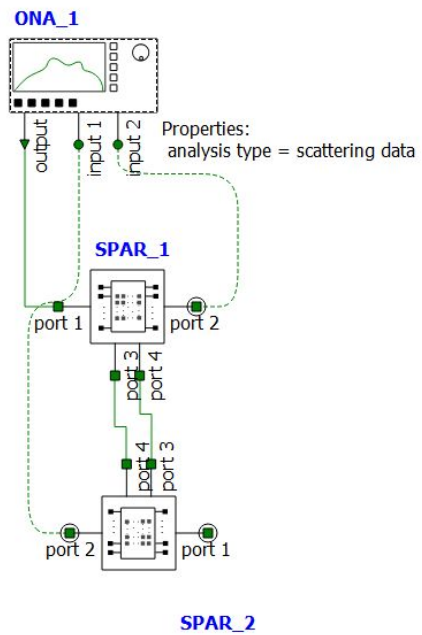 ONA_1
output
input 1
input 2
Properties:
analysis type = scattering data
SPAR_1
port 1
port 2
port 3
port 4
port 4
port 3
port 2
port 1
SPAR_2